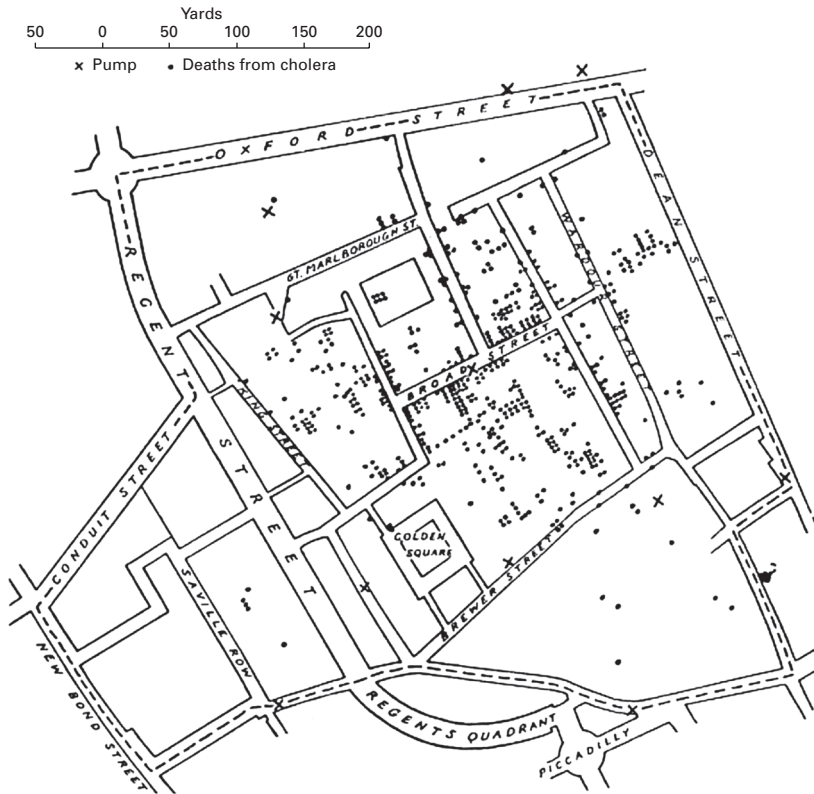 Yards
50 0 50 100 150 200
× Pump • Deaths from cholera
OXFORD STREET
REGENT STREET
DEAN STREET
WARDOUR STREET
GT. MARLBOROUGH ST.
BROAD STREET
KING STREET
CONDUIT STREET
GOLDEN
SQUARE
SAVILLE ROW
BREWER STREET
NEW BOND STREET
REGENTS QUADRANT
PICCADILLY